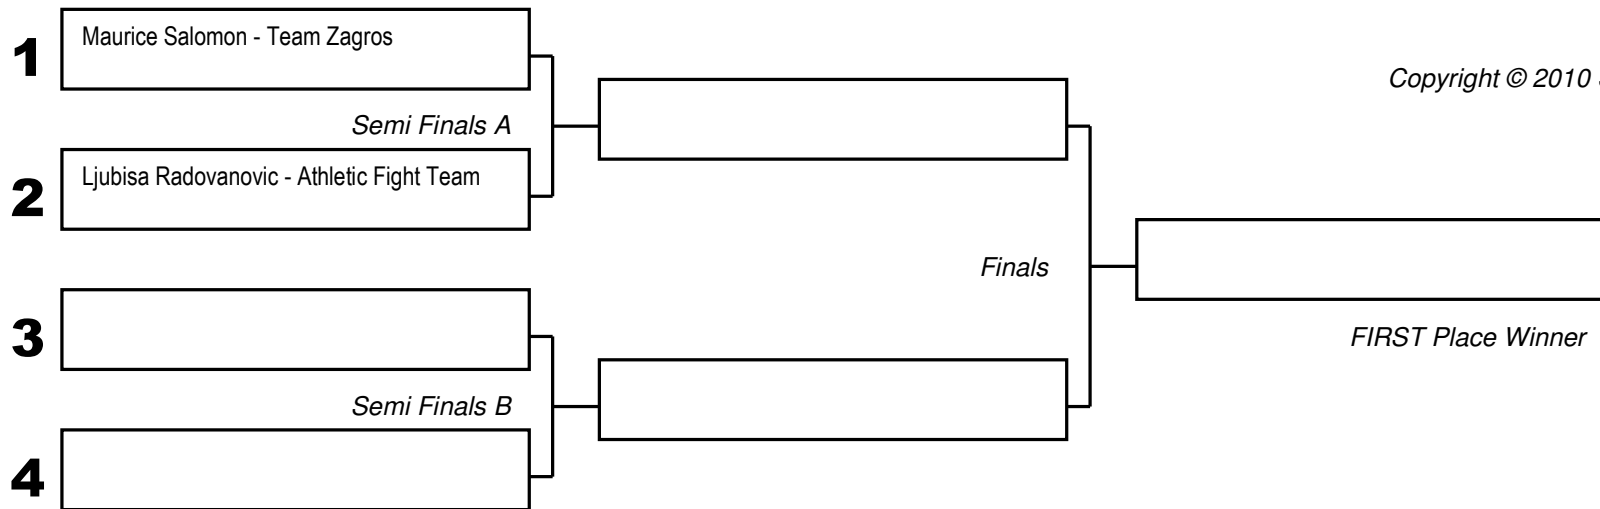 1
Maurice Salomon - Team Zagros
Copyright © 2010
Semi Finals A
2
Ljubisa Radovanovic - Athletic Fight Team
Finals
3
FIRST Place Winner
Semi Finals B
4